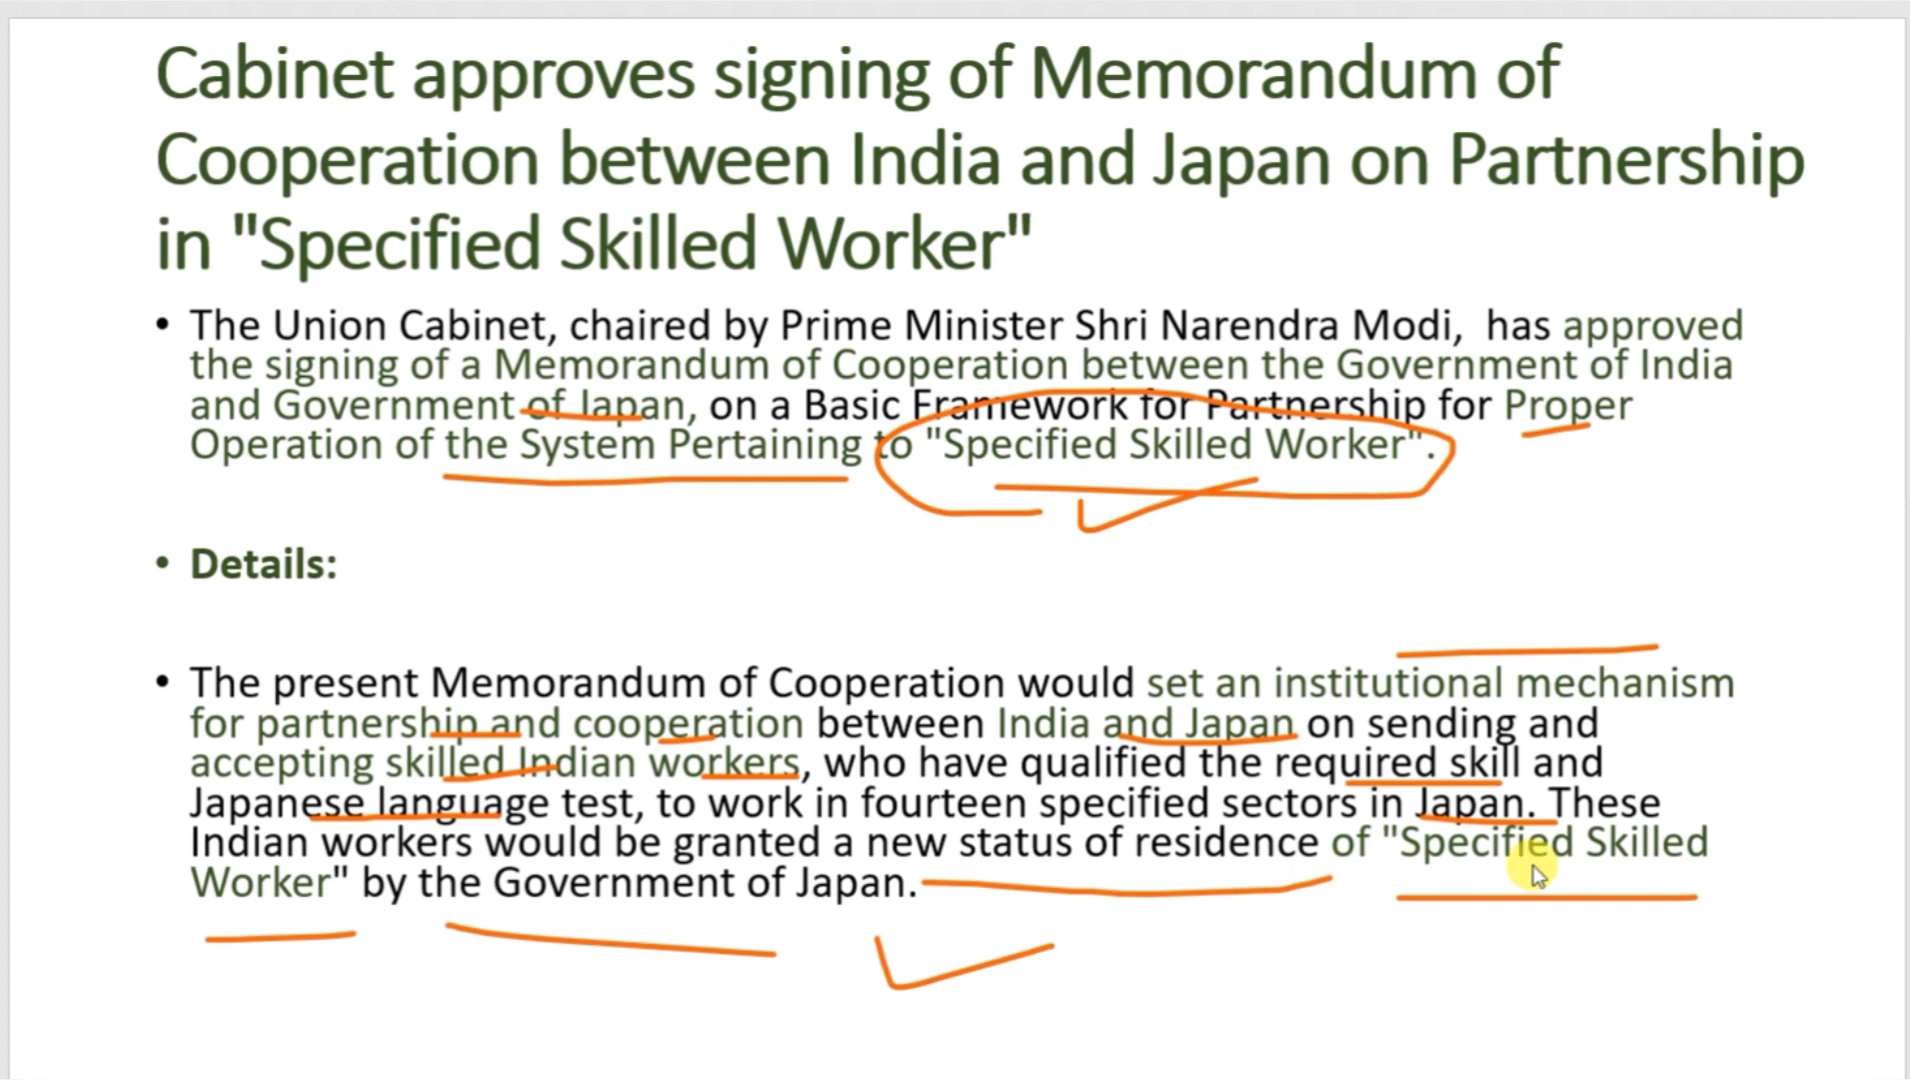 Cabinet approves signing of Memorandum of
Cooperation between India and Japan on Partnership
in "Specified Skilled Worker"
• The Union Cabinet, chaired by Prime Minister Shri Narendra Modi, has approved
the signing of a Memorandum of Cooperation between the Government of India
and Government of Japan, on a Basic Framework for Partnership for Proper
Operation of the System Pertaining to "Specified Skilled Worker".
• Details:
• The present Memorandum of Cooperation would set an institutional mechanism
for partnership and cooperation between India and Japan on sending and
accepting skilled Indian workers, who have qualified the required skill and
Japanese language test, to work in fourteen specified sectors in Japan. These
Indian workers would be granted a new status of residence of "Specified Skilled
Worker" by the Government of Japan.